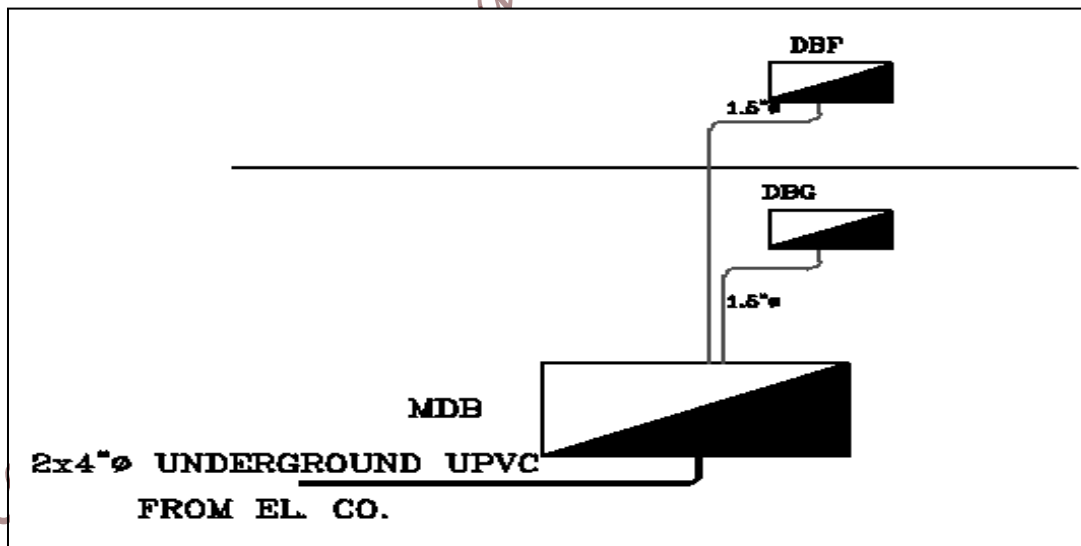 DBF
1.5"ø
DBG
1.5"ø
MDB
2x4"ø UNDERGROUND UPVC
FROM EL. CO.